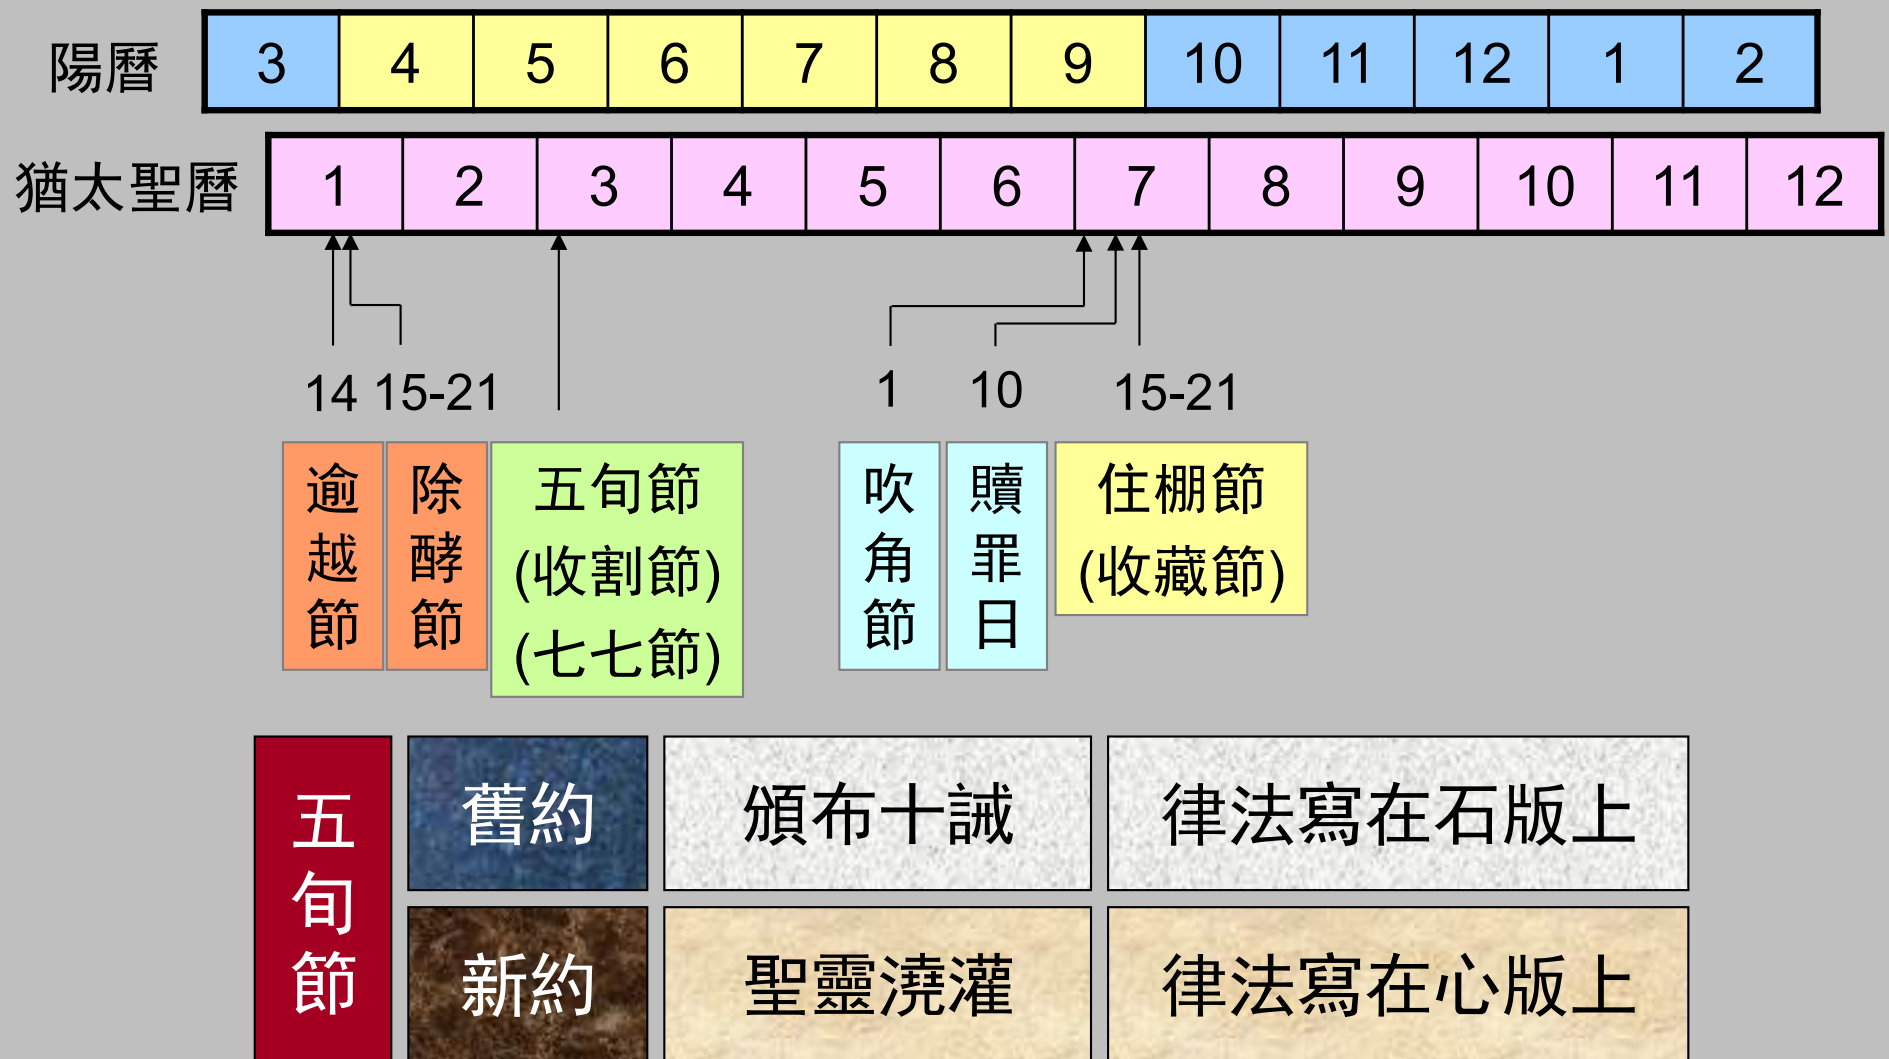 陽曆 3 4 5 6 7 8 9 10 11 12 1 2
猶太聖曆 1 2 3 4 5 6 7 8 9 10 11 12
14 15-21 1 10 15-21
逾越節
除酵節
五旬節
(收割節)
(七七節)
吹角節
贖罪日
住棚節
(收藏節)
五旬節
舊約 頒布十誡 律法寫在石版上
新約 聖靈澆灌 律法寫在心版上